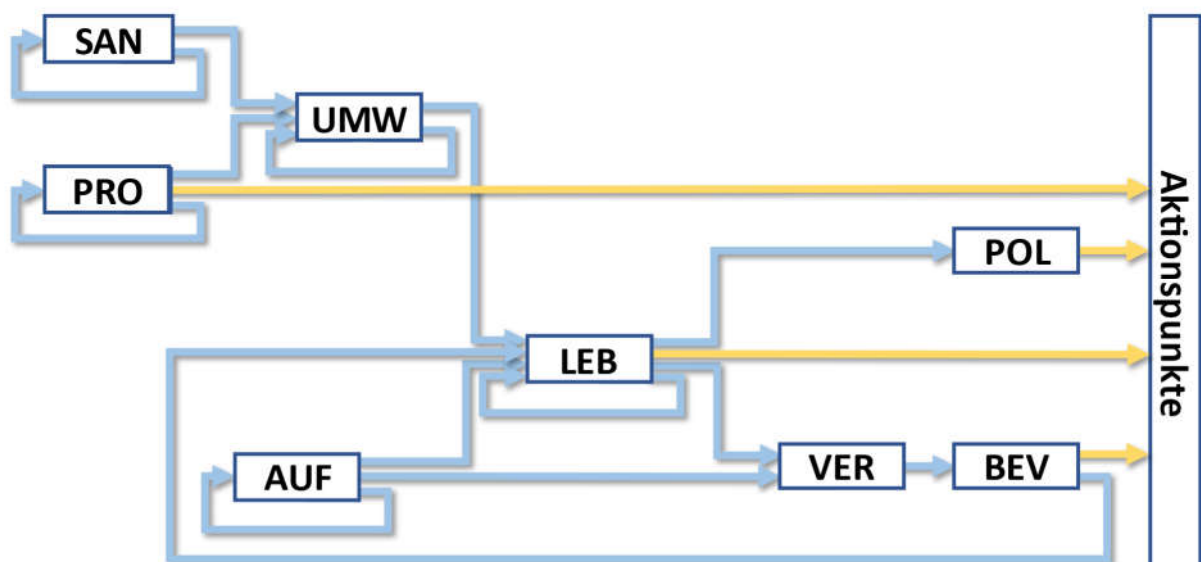 SAN
UMW
PRO
POL
LEB
AUF
VER
BEV
Aktionspunkte